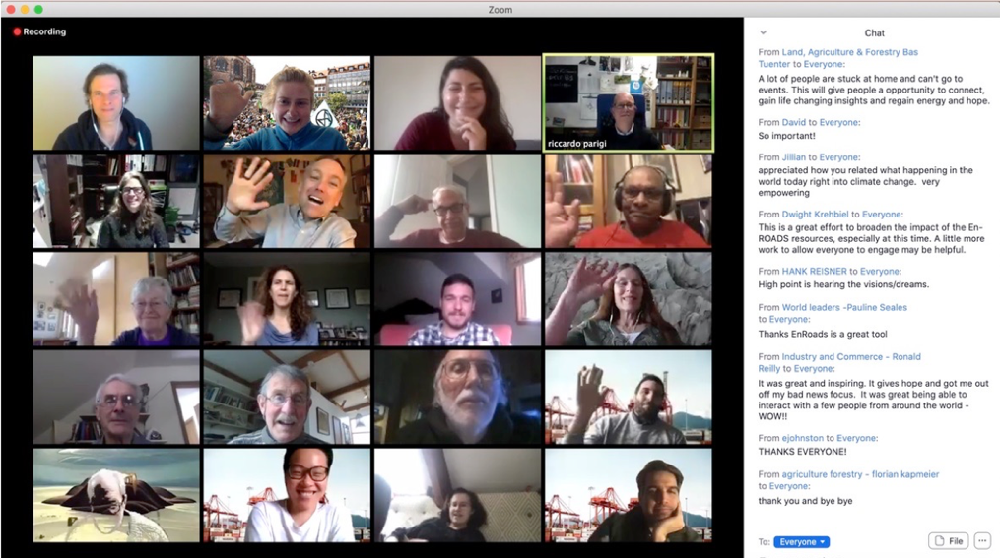 Zoom
Recording
riccardo parigi
Chat
From Land, Agriculture & Forestry Bas
Tuenter to Everyone:
A lot of people are stuck at home and can't go to
events. This will give people a opportunity to connect,
gain life changing insights and regain energy and hope.
From David to Everyone:
So important!
From Jillian to Everyone:
appreciated how you related what happening in the
world today right into climate change. very
empowering
From Dwight Krehbiel to Everyone:
This is a great effort to broaden the impact of the En-
ROADS resources, especially at this time. A little more
work to allow everyone to engage may be helpful.
From HANK REISNER to Everyone:
High point is hearing the visions/dreams.
From World leaders -Pauline Seales
to Everyone:
Thanks EnRoads is a great tool
From Industry and Commerce - Ronald
Reilly to Everyone:
It was great and inspiring. It gives hope and got me out
off my bad news focus. It was great being able to
interact with a few people from around the world -
WOW!!
From ejohnston to Everyone:
THANKS EVERYONE!
From agriculture forestry - florian kapmeier
to Everyone:
thank you and bye bye
To: Everyone
File